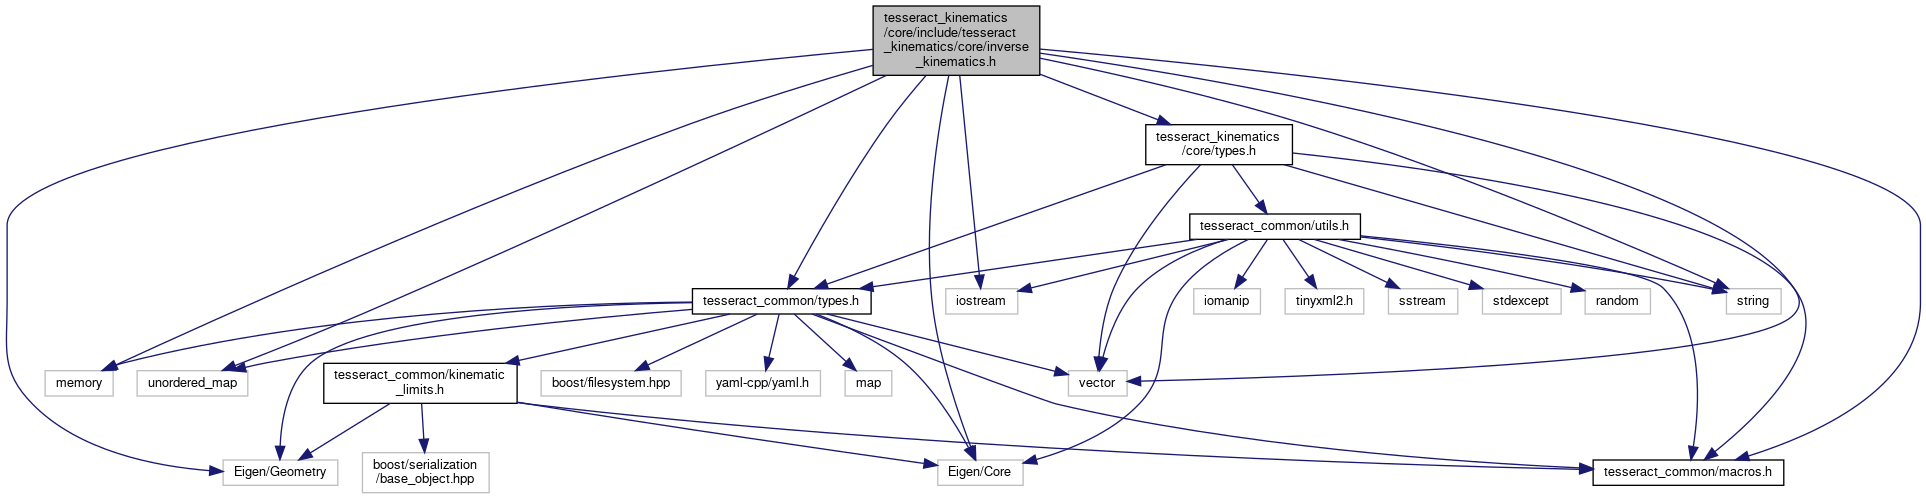 tesseract_kinematics
/core/include/tesseract
_kinematics/core/inverse
_kinematics.h
tesseract_kinematics
/core/types.h
tesseract_common/utils.h
tesseract_common/types.h
iostream
iomanip
tinyxml2.h
sstream
stdexcept
random
string
memory
unordered_map
tesseract_common/kinematic
_limits.h
boost/filesystem.hpp
yaml-cpp/yaml.h
map
vector
Eigen/Geometry
boost/serialization
/base_object.hpp
Eigen/Core
tesseract_common/macros.h